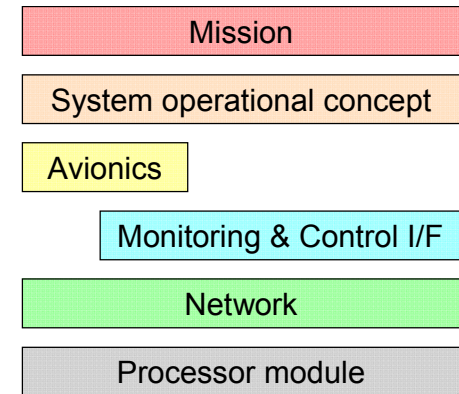 Mission
System operational concept
Avionics
Monitoring & Control I/F
Network
Processor module